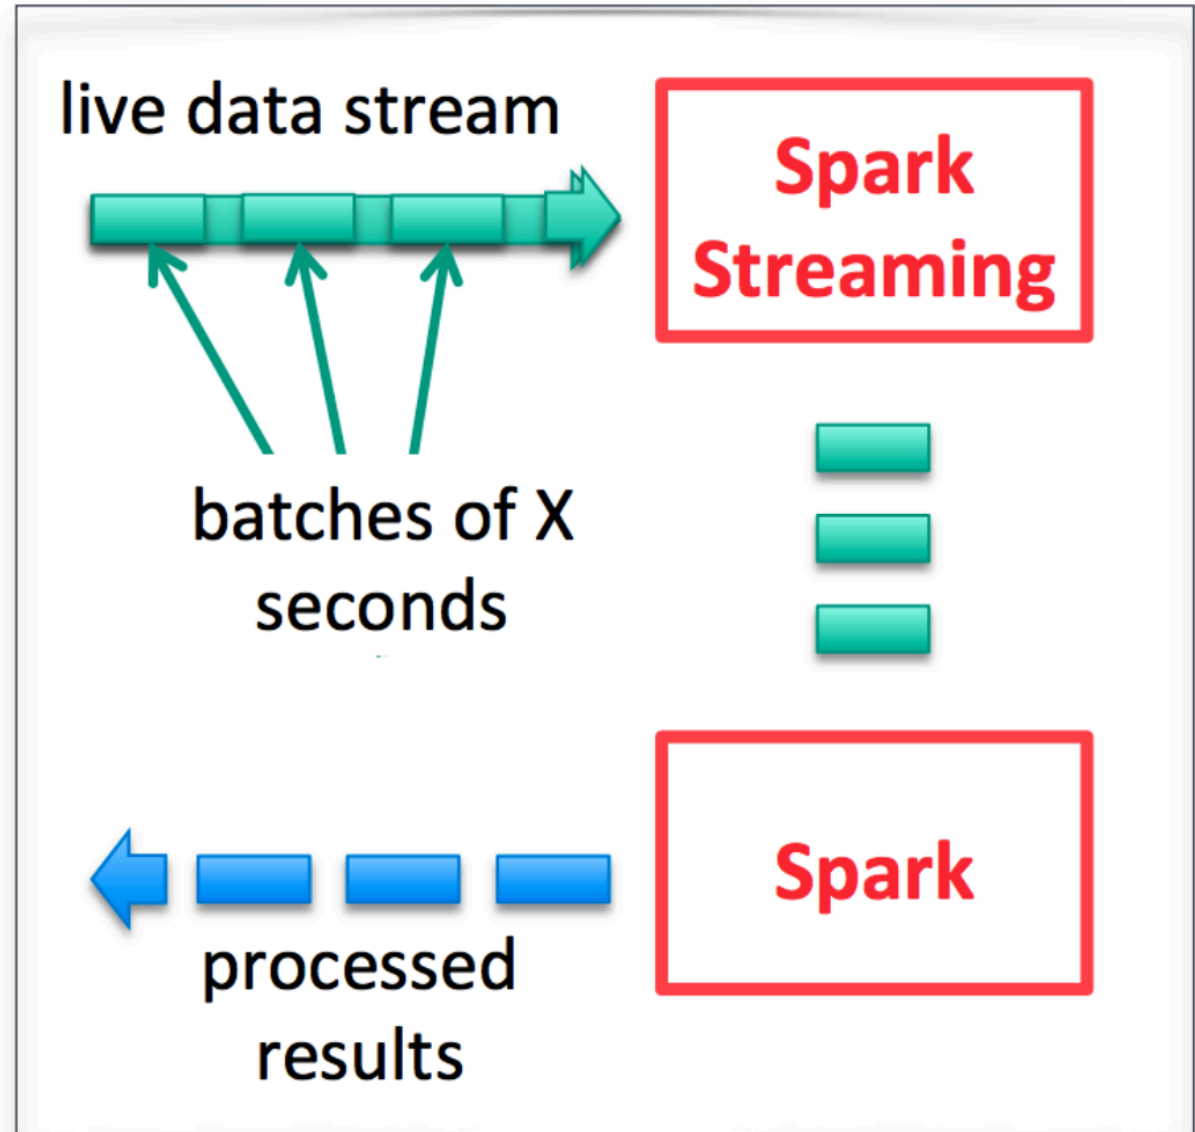 live data stream
Spark
Streaming
batches of X
seconds
Spark
processed
results